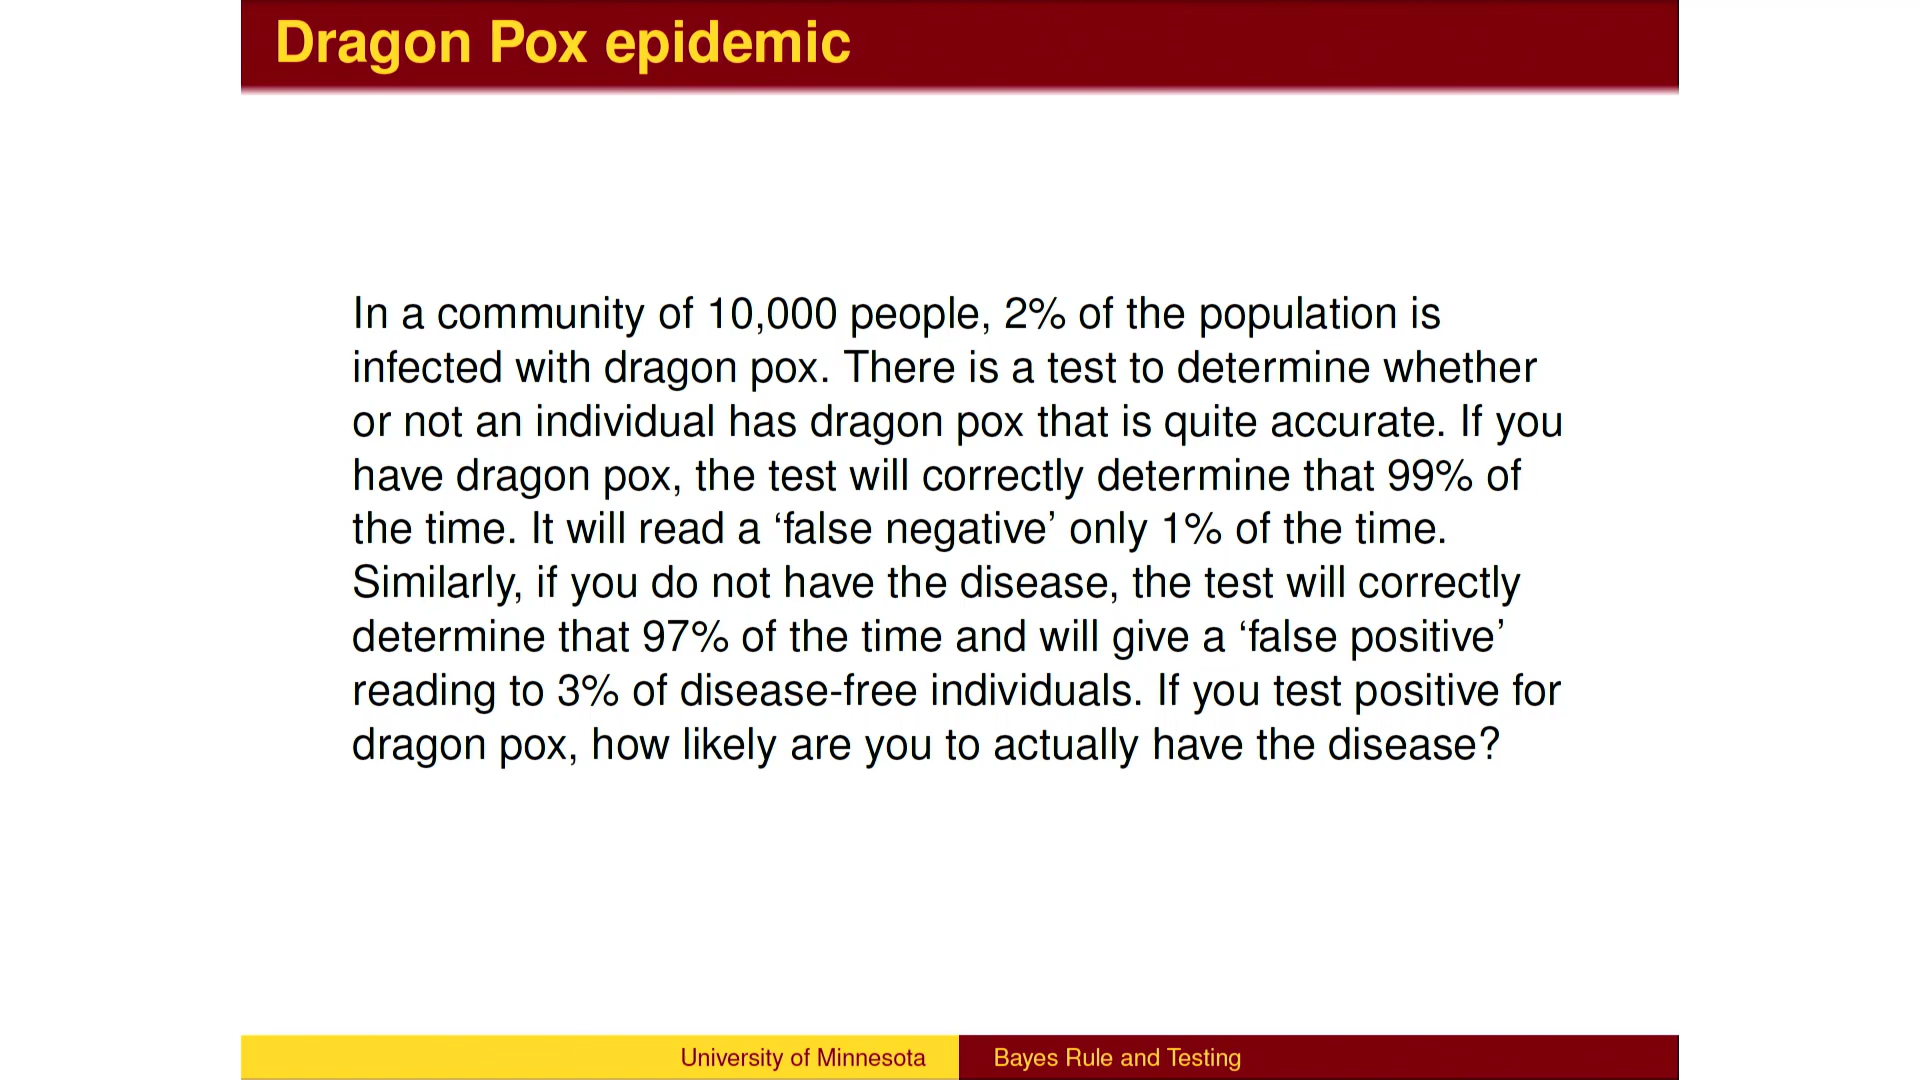 Dragon Pox epidemic
In a community of 10,000 people, 2% of the population is
infected with dragon pox. There is a test to determine whether
or not an individual has dragon pox that is quite accurate. If you
have dragon pox, the test will correctly determine that 99% of
the time. It will read a ‘false negative’ only 1% of the time.
Similarly, if you do not have the disease, the test will correctly
determine that 97% of the time and will give a ‘false positive’
reading to 3% of disease-free individuals. If you test positive for
dragon pox, how likely are you to actually have the disease?
University of Minnesota
Bayes Rule and Testing